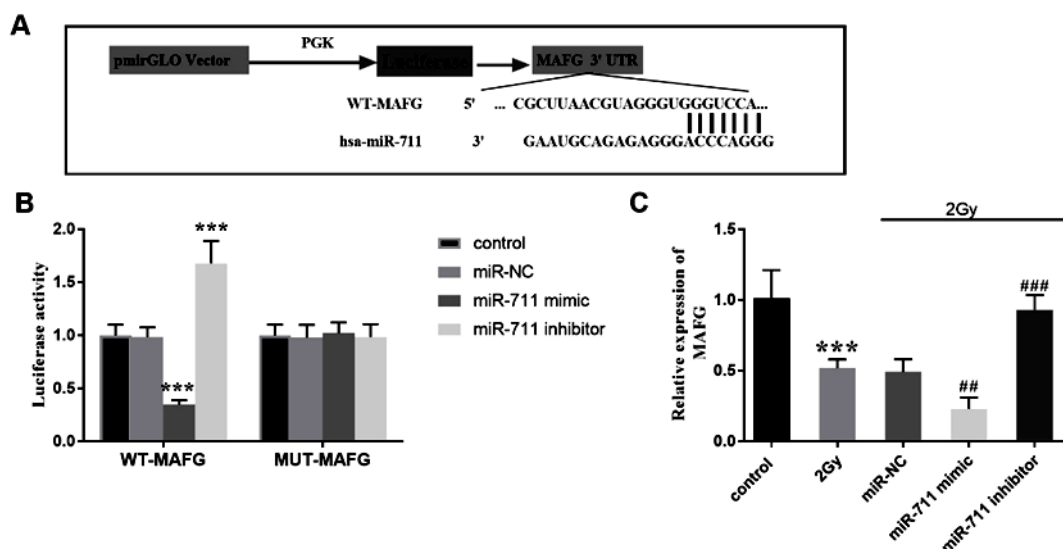 A
PGK
pmirGLO Vector
Luciferase
MAFG 3' UTR
WT-MAFG 5' ... CGCUUAACGUAGGGUGGGUCCA...
hsa-miR-711 3' GAAUGCAGAGAGGGACCCAGGG
B
Luciferase activity
2.0
1.5
1.0
0.5
0.0
***
***
WT-MAFG
MUT-MAFG
control
miR-NC
miR-711 mimic
miR-711 inhibitor
C
2Gy
Relative expression of
MAFG
1.5
1.0
0.5
0.0
***
##
###
control
2Gy
miR-NC
miR-711 mimic
miR-711 inhibitor